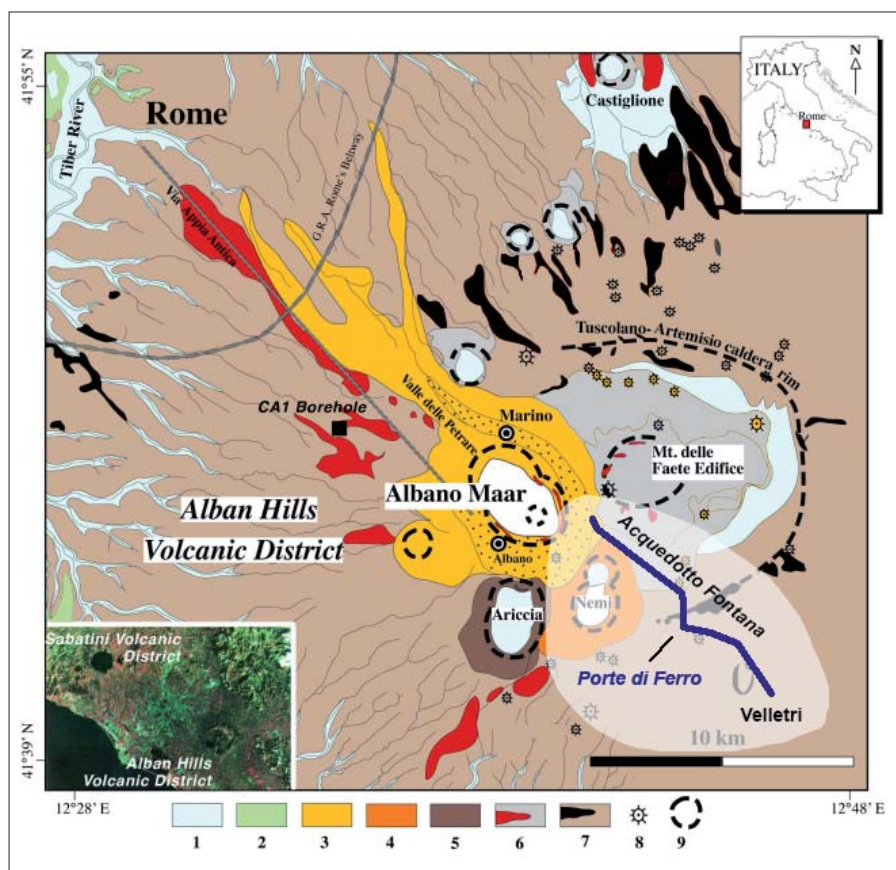 41°55' N
Tiber River
Rome
Via Appia Antica
G.R.A. Rome's Beltway
Castiglione
ITALY
N
Rome
Tuscolano-Artemisio caldera rim
CA1 Borehole
Valle delle Petrare
Marino
Mt. delle
Faete Edifice
Albano Maar
Alban Hills
Volcanic District
Albano
Acquedotto Fontana
Ariccia
Nemi
Porte di Ferro
Velletri
Sabatini Volcanic
District
Alban Hills
Volcanic District
10 km
41°39' N
12°28' E
12°48' E
1 2 3 4 5 6 7 8 9